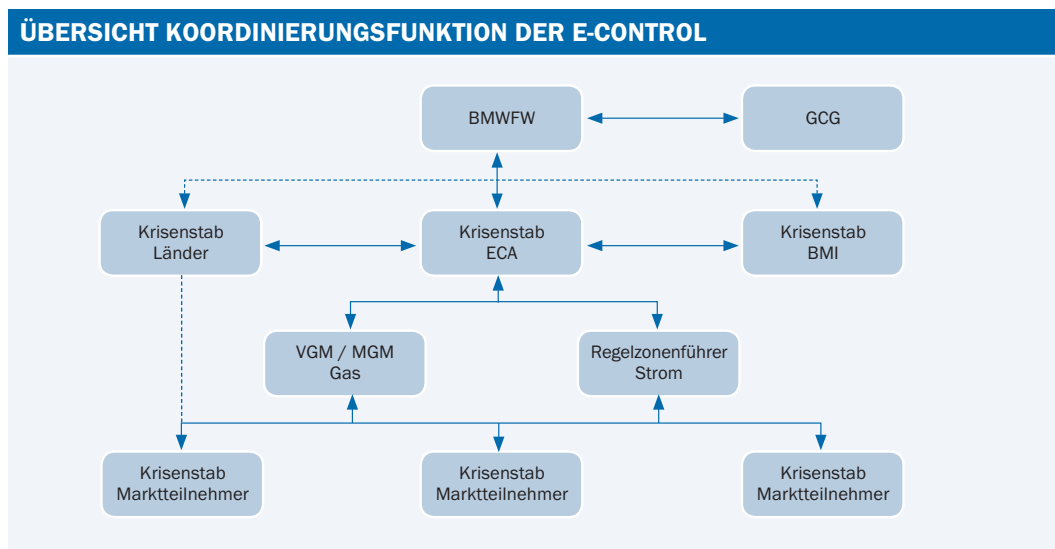 ÜBERSICHT KOORDINIERUNGSFUNKTION DER E-CONTROL
BMWFW
GCG
Krisenstab
Länder
Krisenstab
ECA
Krisenstab
BMI
VGM / MGM
Gas
Regelzonenführer
Strom
Krisenstab
Marktteilnehmer
Krisenstab
Marktteilnehmer
Krisenstab
Marktteilnehmer